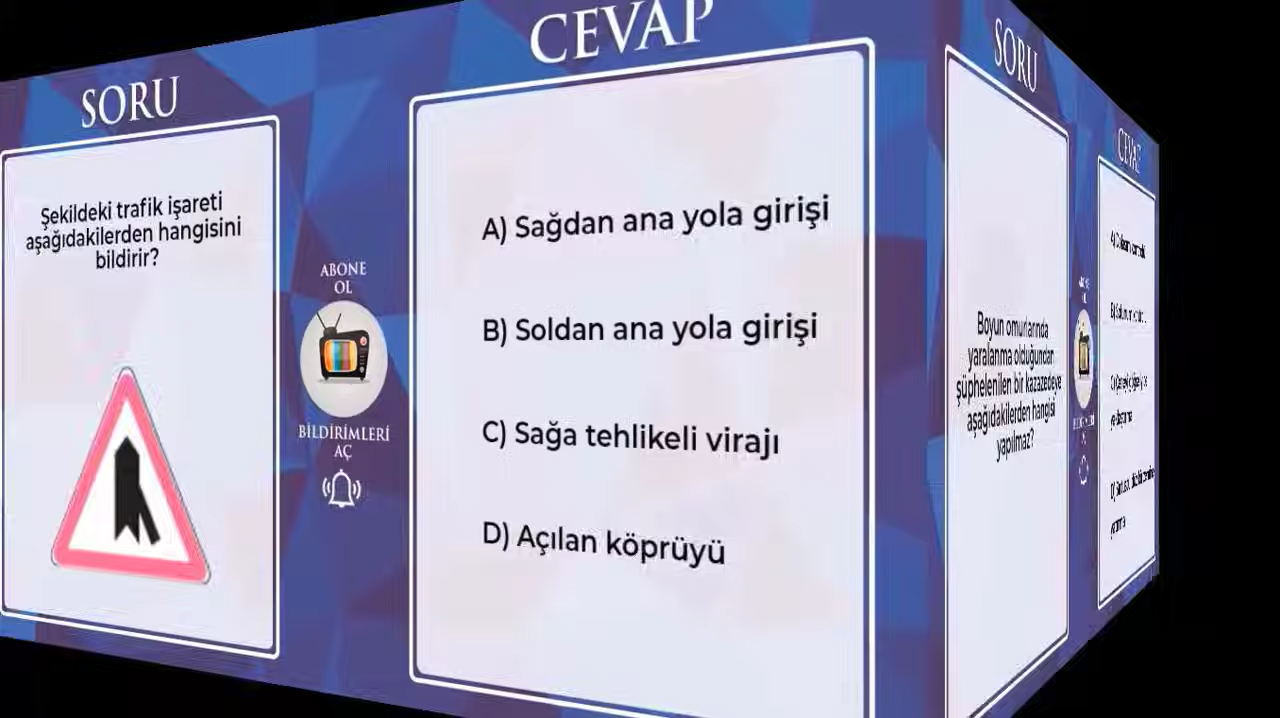 SORU
Şekildeki trafik işareti
aşağıdakilerden hangisini
bildirir?
ABONE
OL
BİLDİRİMLERİ
AÇ
CEVAP
A) Sağdan ana yola girişi
B) Soldan ana yola girişi
C) Sağa tehlikeli virajı
D) Açılan köprüyü
SORU
Boyun omurlarında
yaralanma olduğundan
şüphelenilen bir kazazedeye
aşağıdakilerden hangisi
yapılmaz?